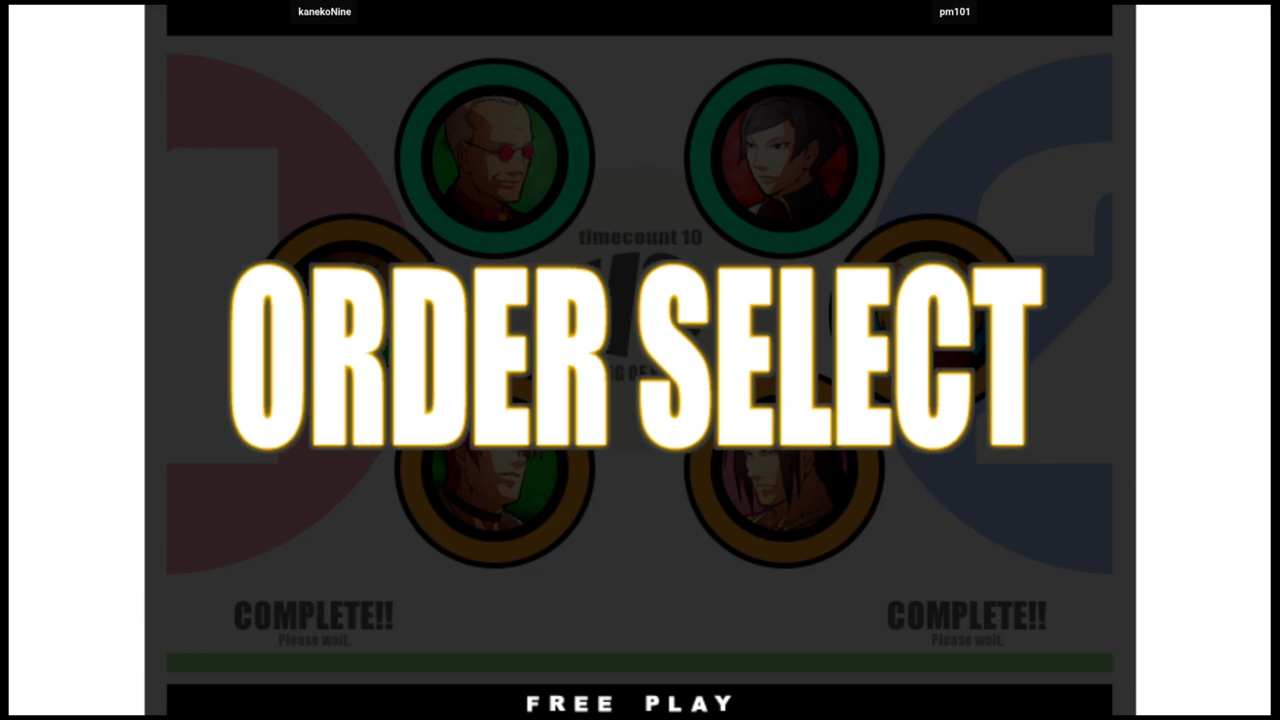 kanekoNine
pm101
timecount 10
ORDER SELECT
COMPLETE!!
Please wait.
COMPLETE!!
Please wait.
FREE PLAY